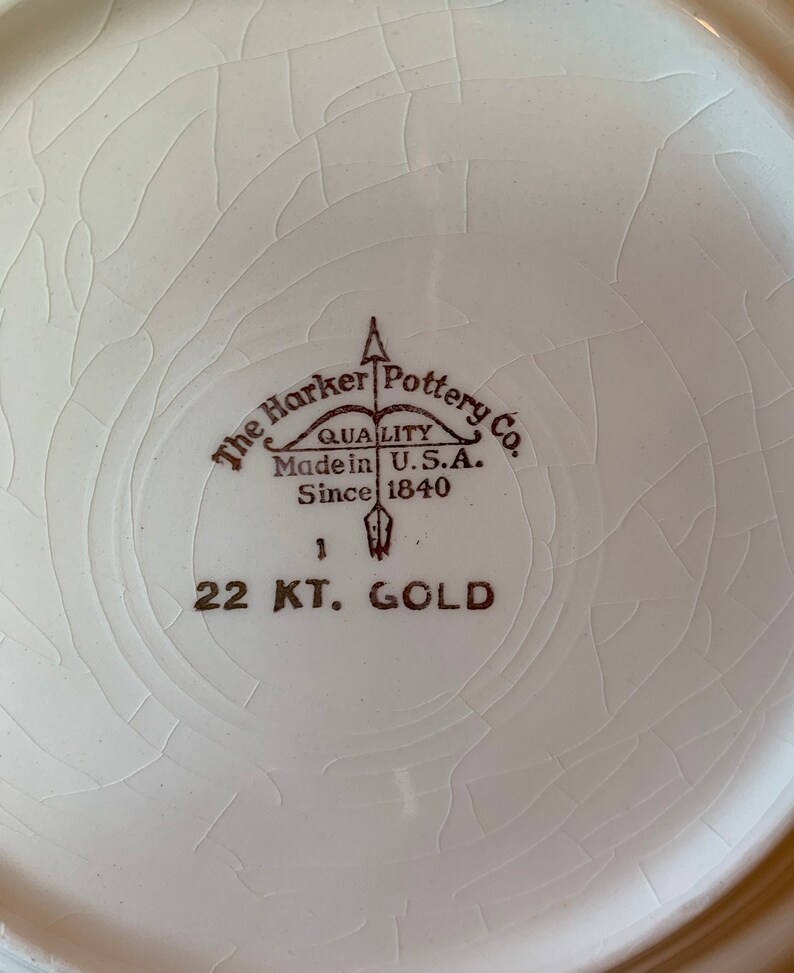 The Harker Pottery Co.
QUALITY
Made in U.S.A.
Since 1840
1
22 KT. GOLD